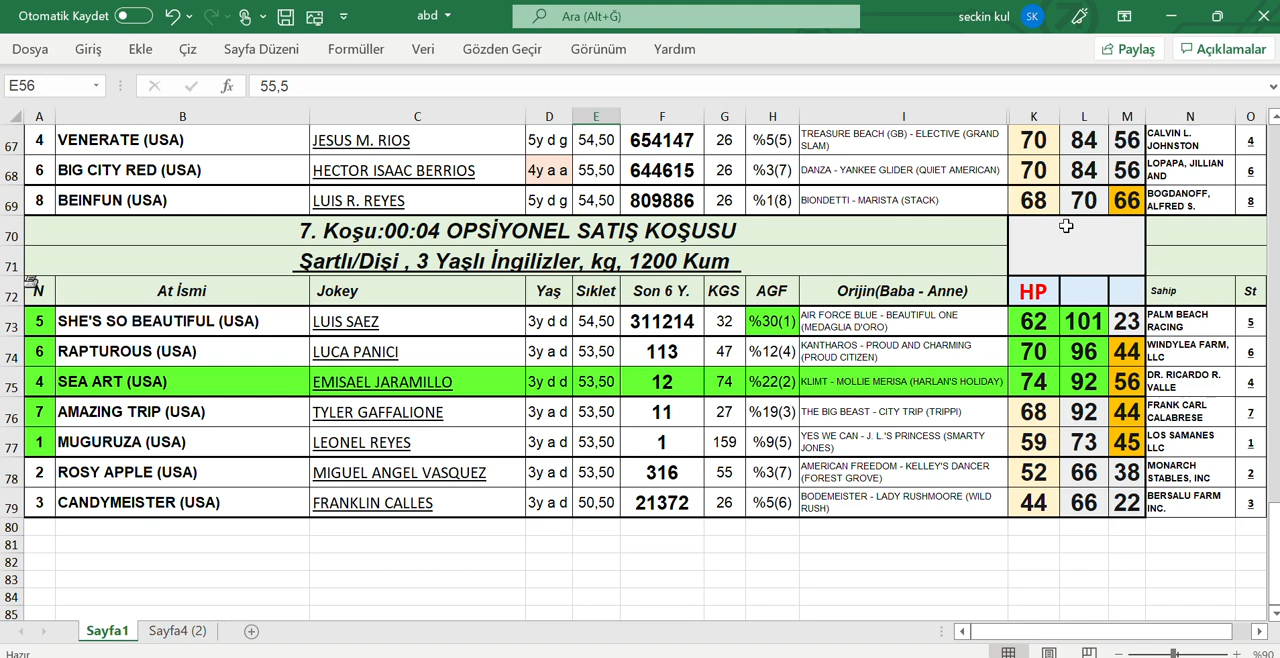 Otomatik Kaydet abd Ara (Alt+Ğ) seckin kul SK
Dosya Giriş Ekle Çiz Sayfa Düzeni Formüller Veri Gözden Geçir Görünüm Yardım Paylaş Açıklamalar
E56 fx 55,5
A B C D E F G H I K L M N O
67 4 VENERATE (USA) JESUS M. RIOS 5y d g 54,50 654147 26 %5(5) TREASURE BEACH (GB) - ELECTIVE (GRAND SLAM) 70 84 56 CALVIN L. JOHNSTON 4
68 6 BIG CITY RED (USA) HECTOR ISAAC BERRIOS 4y a a 55,50 644615 26 %3(7) DANZA - YANKEE GLIDER (QUIET AMERICAN) 70 84 56 LOPAPA, JILLIAN AND 6
69 8 BEINFUN (USA) LUIS R. REYES 5y d g 54,50 809886 26 %1(8) BIONDETTI - MARISTA (STACK) 68 70 66 BOGDANOFF, ALFRED S. 8
70 7. Koşu:00:04 OPSİYONEL SATIŞ KOŞUSU
71 Şartlı/Dişi , 3 Yaşlı İngilizler, kg, 1200 Kum
72 N At İsmi Jokey Yaş Sıklet Son 6 Y. KGS AGF Orijin(Baba - Anne) HP Sahip St
73 5 SHE'S SO BEAUTIFUL (USA) LUIS SAEZ 3y d d 54,50 311214 32 %30(1) AIR FORCE BLUE - BEAUTIFUL ONE (MEDAGLIA D'ORO) 62 101 23 PALM BEACH RACING 5
74 6 RAPTUROUS (USA) LUCA PANICI 3y a d 53,50 113 47 %12(4) KANTHAROS - PROUD AND CHARMING (PROUD CITIZEN) 70 96 44 WINDYLEA FARM, LLC 6
75 4 SEA ART (USA) EMISAEL JARAMILLO 3y d d 53,50 12 74 %22(2) KLIMT - MOLLIE MERISA (HARLAN'S HOLIDAY) 74 92 56 DR. RICARDO R. VALLE 4
76 7 AMAZING TRIP (USA) TYLER GAFFALIONE 3y a d 53,50 11 27 %19(3) THE BIG BEAST - CITY TRIP (TRIPPI) 68 92 44 FRANK CARL CALABRESE 7
77 1 MUGURUZA (USA) LEONEL REYES 3y a d 53,50 1 159 %9(5) YES WE CAN - J. L.'S PRINCESS (SMARTY JONES) 59 73 45 LOS SAMANES LLC 1
78 2 ROSY APPLE (USA) MIGUEL ANGEL VASQUEZ 3y a d 53,50 316 55 %3(7) AMERICAN FREEDOM - KELLEY'S DANCER (FOREST GROVE) 52 66 38 MONARCH STABLES, INC 2
79 3 CANDYMEISTER (USA) FRANKLIN CALLES 3y a d 50,50 21372 26 %5(6) BODEMEISTER - LADY RUSHMOORE (WILD RUSH) 44 66 22 BERSALU FARM INC. 3
80
81
82
83
84
85
Sayfa1 Sayfa4 (2)
Hazır %90